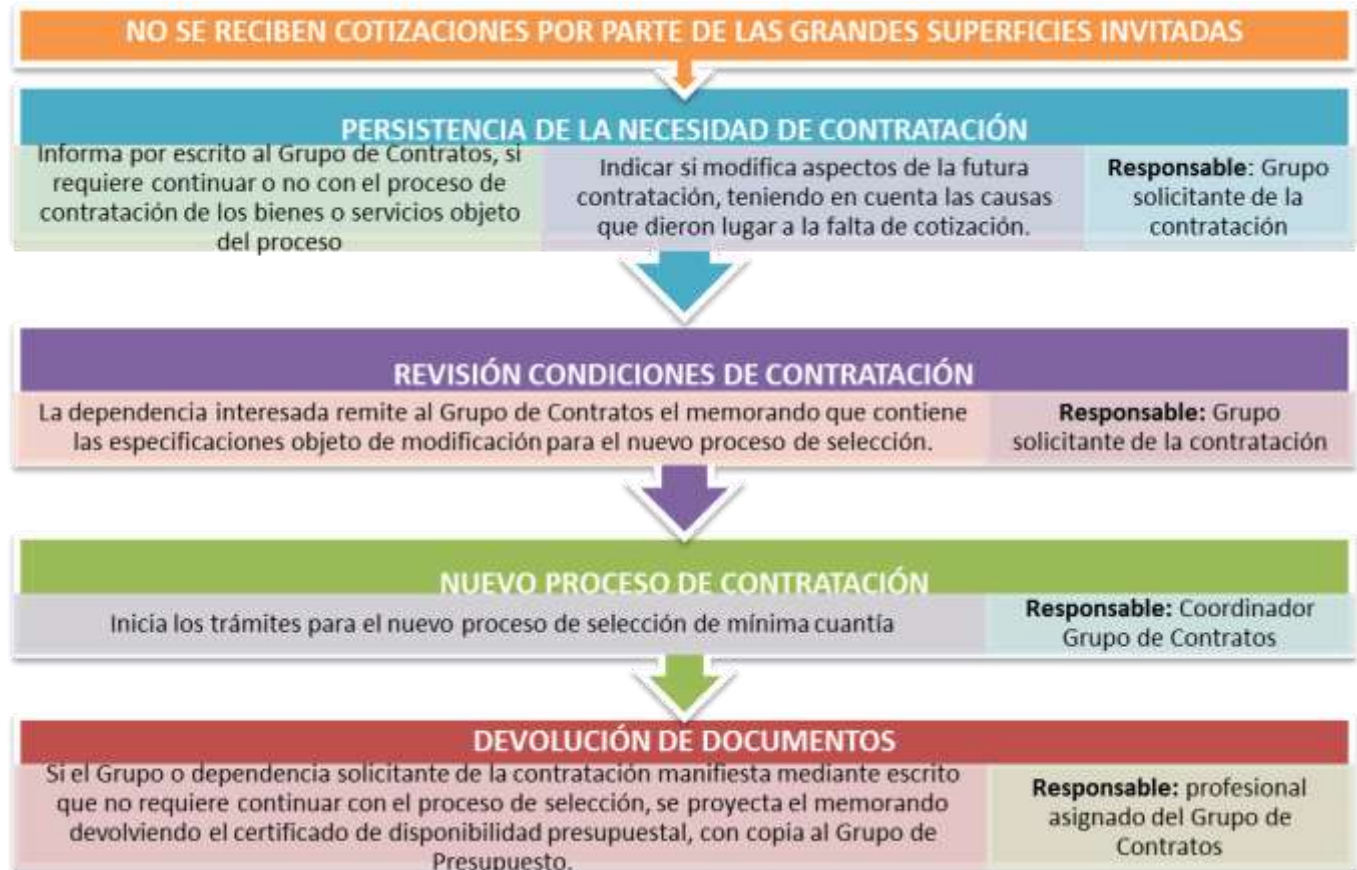 NO SE RECIBEN COTIZACIONES POR PARTE DE LAS GRANDES SUPERFICIES INVITADAS
PERSISTENCIA DE LA NECESIDAD DE CONTRATACIÓN
Informa por escrito al Grupo de Contratos, si
requiere continuar o no con el proceso de
contratación de los bienes o servicios objeto
del proceso
Indicar si modifica aspectos de la futura
contratación, teniendo en cuenta las causas
que dieron lugar a la falta de cotización.
Responsable: Grupo
solicitante de la
contratación
REVISIÓN CONDICIONES DE CONTRATACIÓN
La dependencia interesada remite al Grupo de Contratos el memorando que contiene
las especificaciones objeto de modificación para el nuevo proceso de selección.
Responsable: Grupo
solicitante de la contratación
NUEVO PROCESO DE CONTRATACIÓN
Inicia los trámites para el nuevo proceso de selección de mínima cuantía
Responsable: Coordinador
Grupo de Contratos
DEVOLUCIÓN DE DOCUMENTOS
Si el Grupo o dependencia solicitante de la contratación manifiesta mediante escrito
que no requiere continuar con el proceso de selección, se proyecta el memorando
devolviendo el certificado de disponibilidad presupuestal, con copia al Grupo de
Presupuesto.
Responsable: profesional
asignado del Grupo de
Contratos